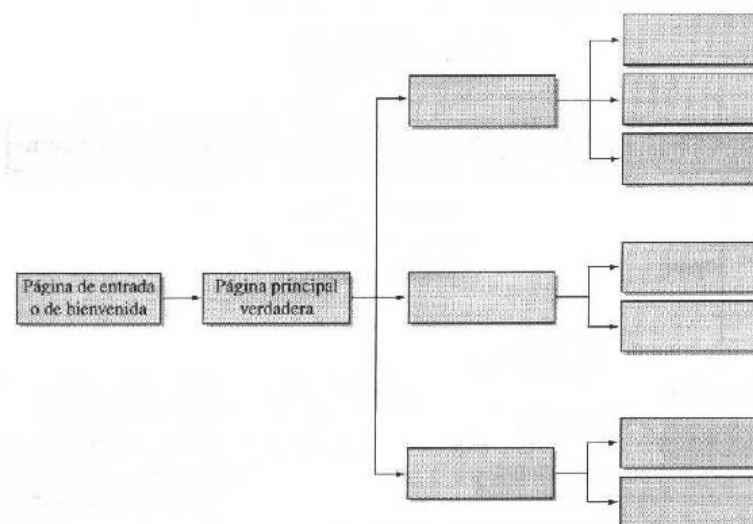 Página de entrada
o de bienvenida
Página principal
verdadera